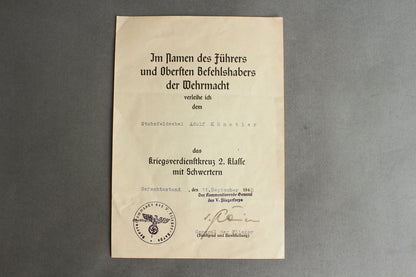 Im Namen des Führers
und Obersten Befehlshabers
der Wehrmacht
verleihe ich
dem
Stabsfeldwebel Adolf
das
Kriegsverdienstkreuz 2. Klasse
mit Schwertern
Gefechtsstand , den September
Der Kommandierende General
des V. Fliegerkorps
General der Flieger
(Dienstgrad und Dienststellung)